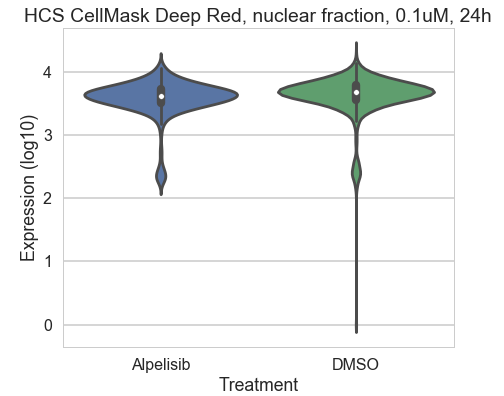 HCS CellMask Deep Red, nuclear fraction, 0.1uM, 24h
Expression (log10)
4
3
2
1
0
Alpelisib
DMSO
Treatment